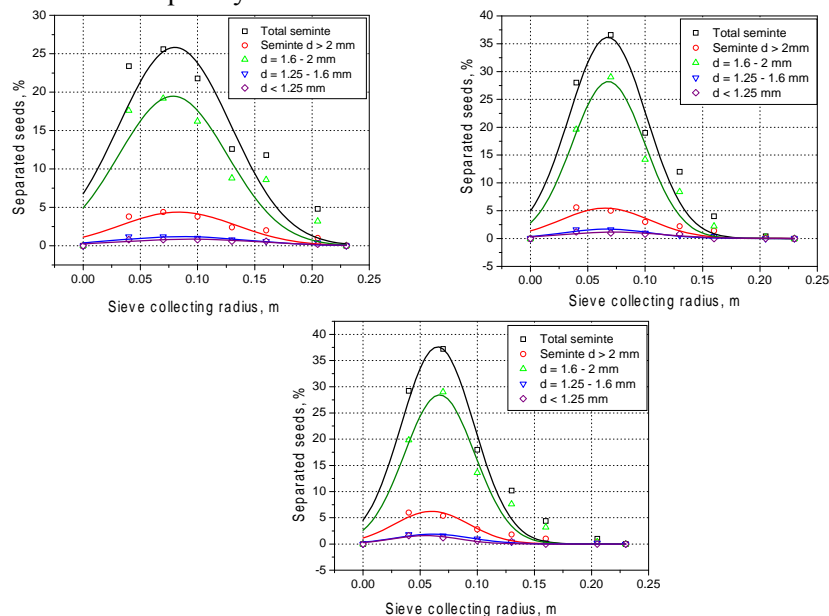 30
25
20
15
10
5
0
Separated seeds, %
Total seminte
Seminte d > 2 mm
d = 1.6 - 2 mm
d = 1.25 - 1.6 mm
d < 1.25 mm
0.00 0.05 0.10 0.15 0.20 0.25
Sieve collecting radius, m
40
35
30
25
20
15
10
5
0
-5
Separated seeds, %
Total seminte
Seminte d > 2mm
d = 1.6 - 2 mm
d = 1.25 - 1.6 mm
d < 1.25 mm
0.00 0.05 0.10 0.15 0.20 0.25
Sieve collecting radius, m
40
35
30
25
20
15
10
5
0
-5
Separated seeds, %
Total seminte
Seminte d > 2 mm
d = 1.6 - 2 mm
d = 1.25 - 1.6 mm
d < 1.25 mm
0.00 0.05 0.10 0.15 0.20 0.25
Sieve collecting radius, m